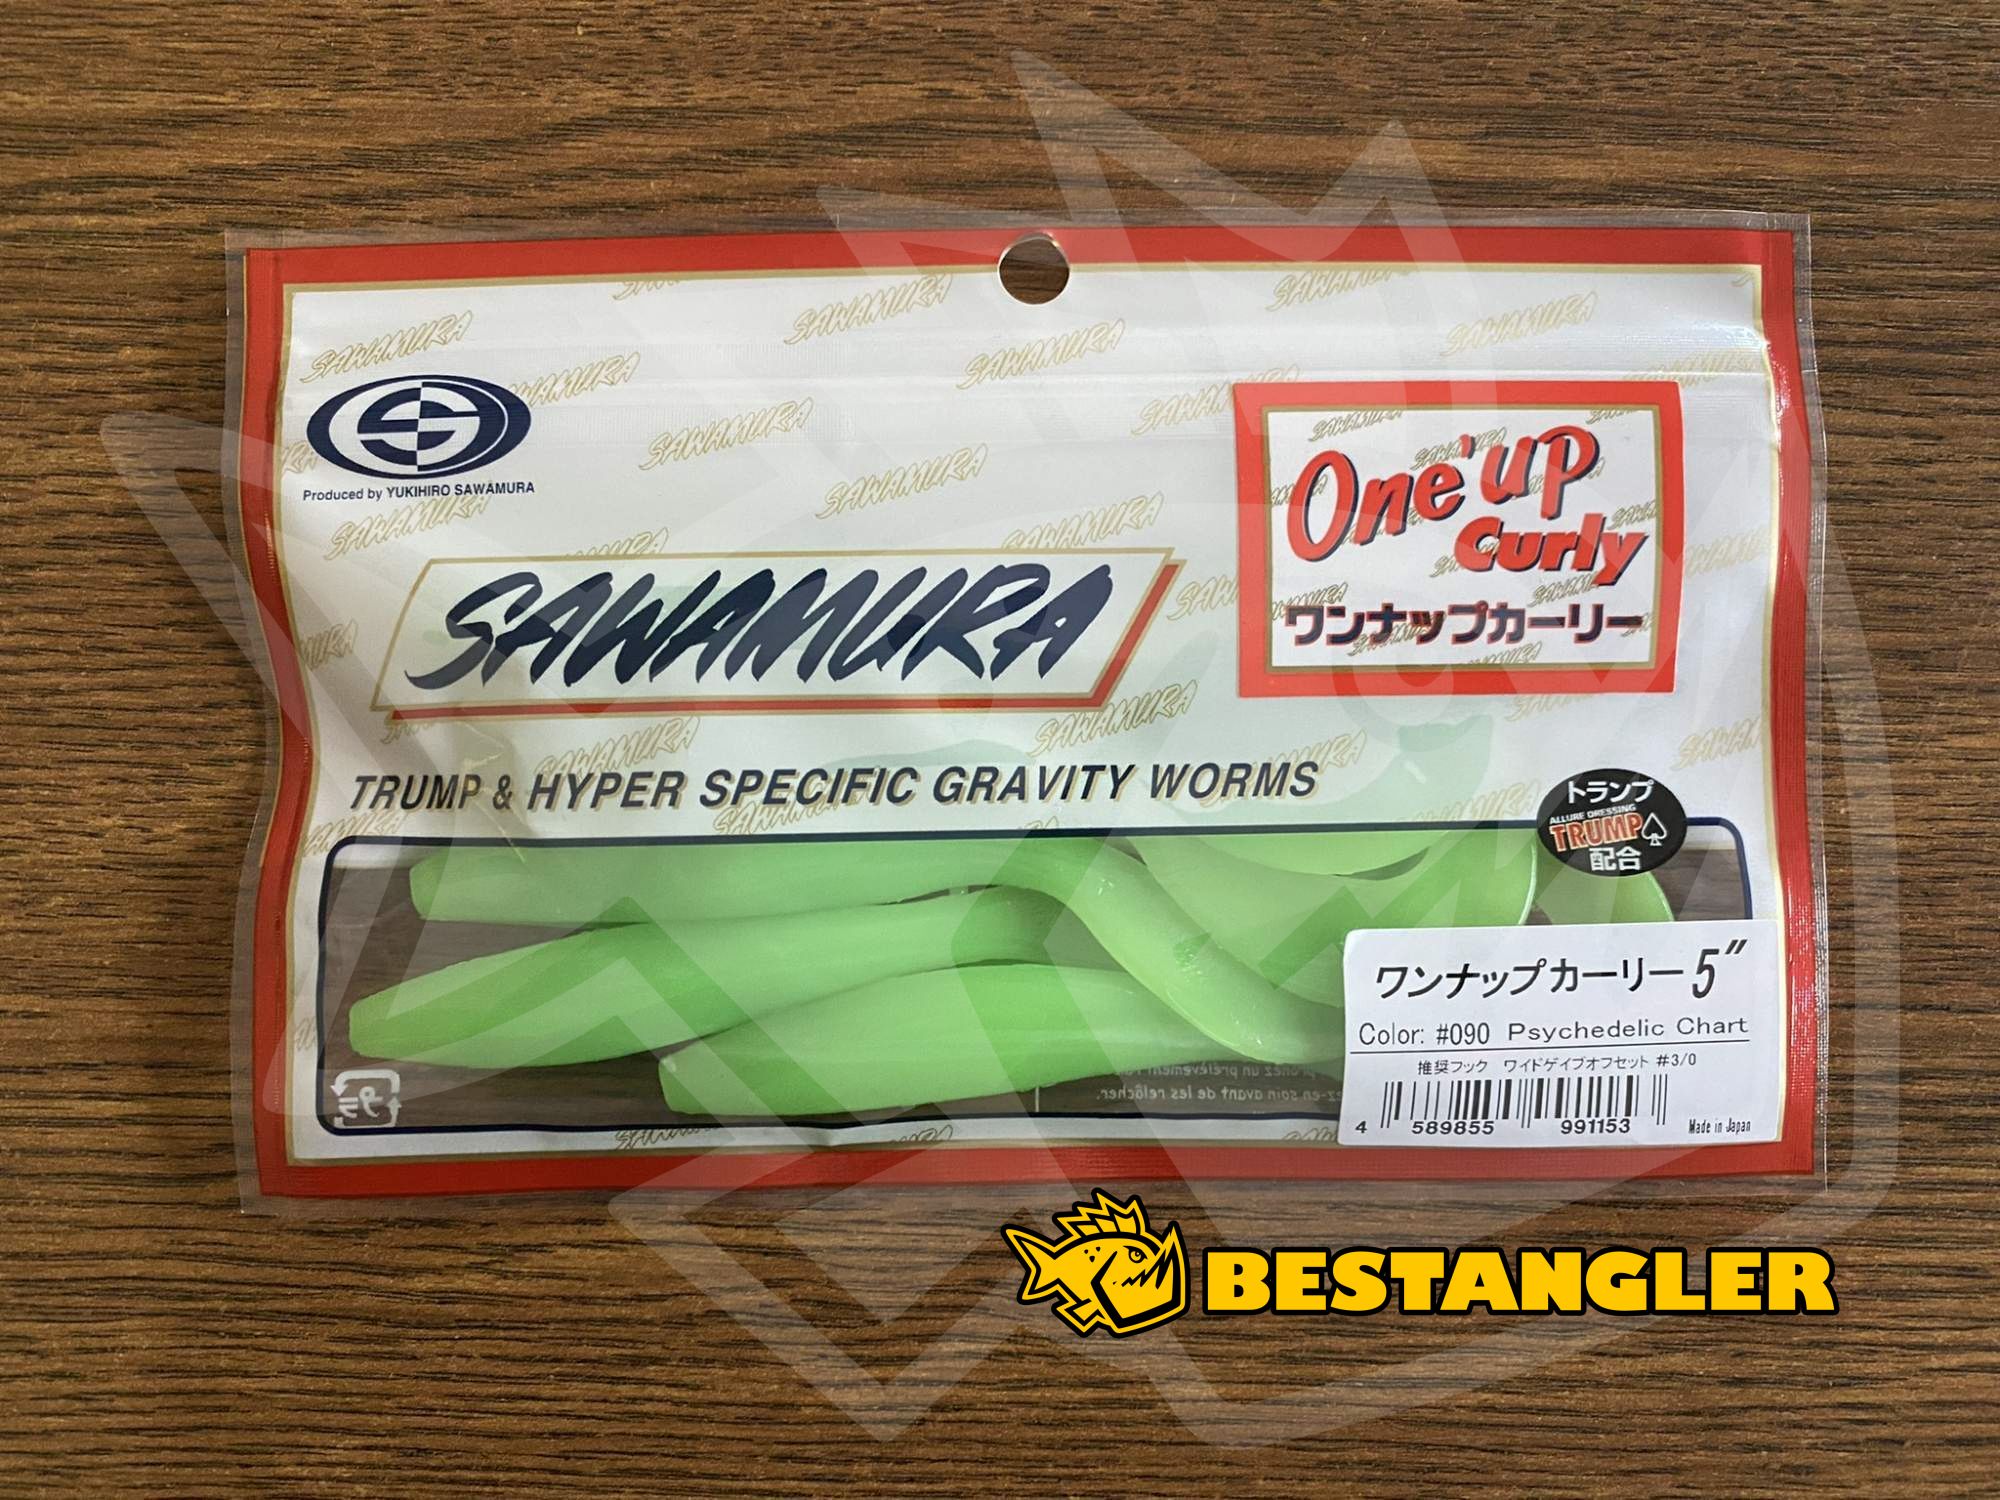 Produced by YUKIHIRO SAWAMURA
SAWAMURA
One'up
Curly
ワンナップカーリー
TRUMP & HYPER SPECIFIC GRAVITY WORMS
トランプ
ALLURE DRESSING
TRUMP
配合
ワンナップカーリー 5″
Color: #090 Psychedelic Chart
推奨フック ワイドゲイプオフセット #3/0
4 589855 991153
Made in Japan
プラ
BESTANGLER